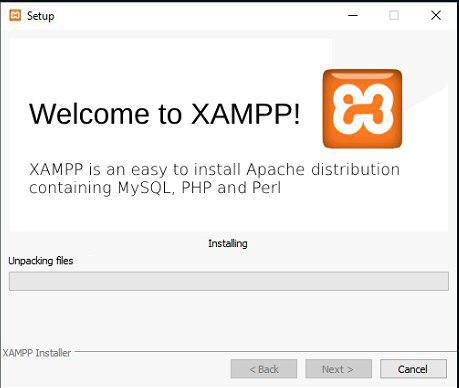 Setup
Welcome to XAMPP!
XAMPP is an easy to install Apache distribution
containing MySQL, PHP and Perl
Installing
Unpacking files
XAMPP Installer
< Back
Next >
Cancel